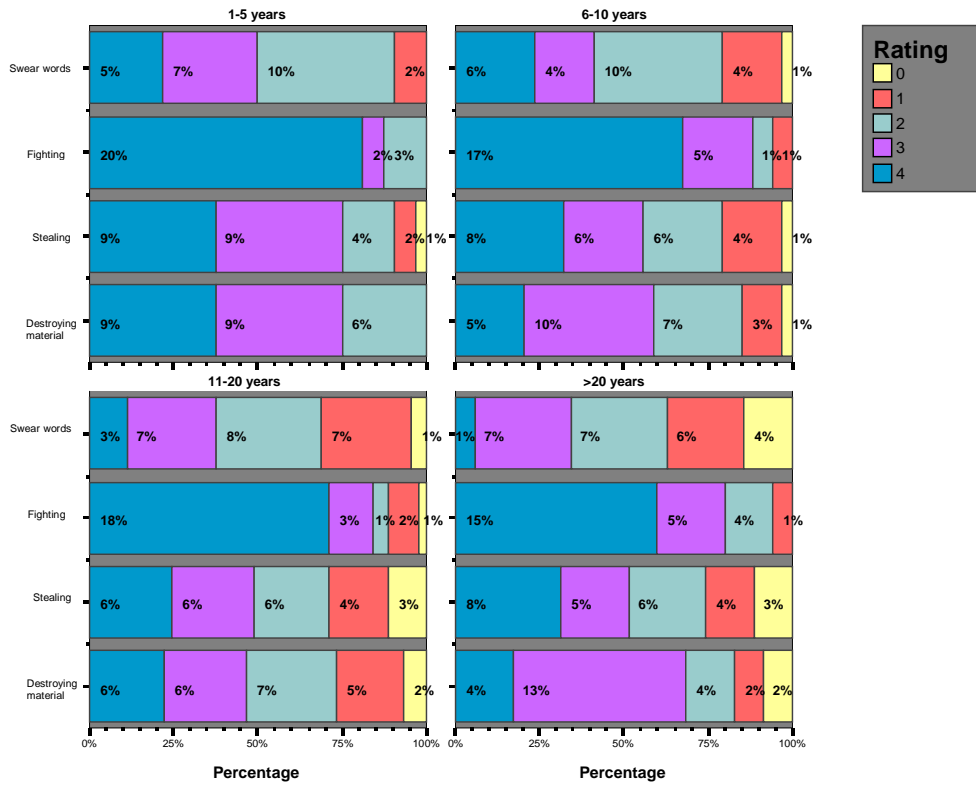 1-5 years
6-10 years
Swear words 5% 7% 10% 2%
6% 4% 10% 4% 1%
Fighting 20% 2% 3%
17% 5% 1% 1%
Stealing 9% 9% 4% 2% 1%
8% 6% 6% 4% 1%
Destroying
material
9% 9% 6%
5% 10% 7% 3% 1%
Rating
0
1
2
3
4
11-20 years
>20 years
Swear words 3% 7% 8% 7% 1%
1% 7% 7% 6% 4%
Fighting 18% 3% 1% 2% 1%
15% 5% 4% 1%
Stealing 6% 6% 6% 4% 3%
8% 5% 6% 4% 3%
Destroying
material
6% 6% 7% 5% 2%
4% 13% 4% 2% 2%
0% 25% 50% 75% 100%
0% 25% 50% 75% 100%
Percentage
Percentage